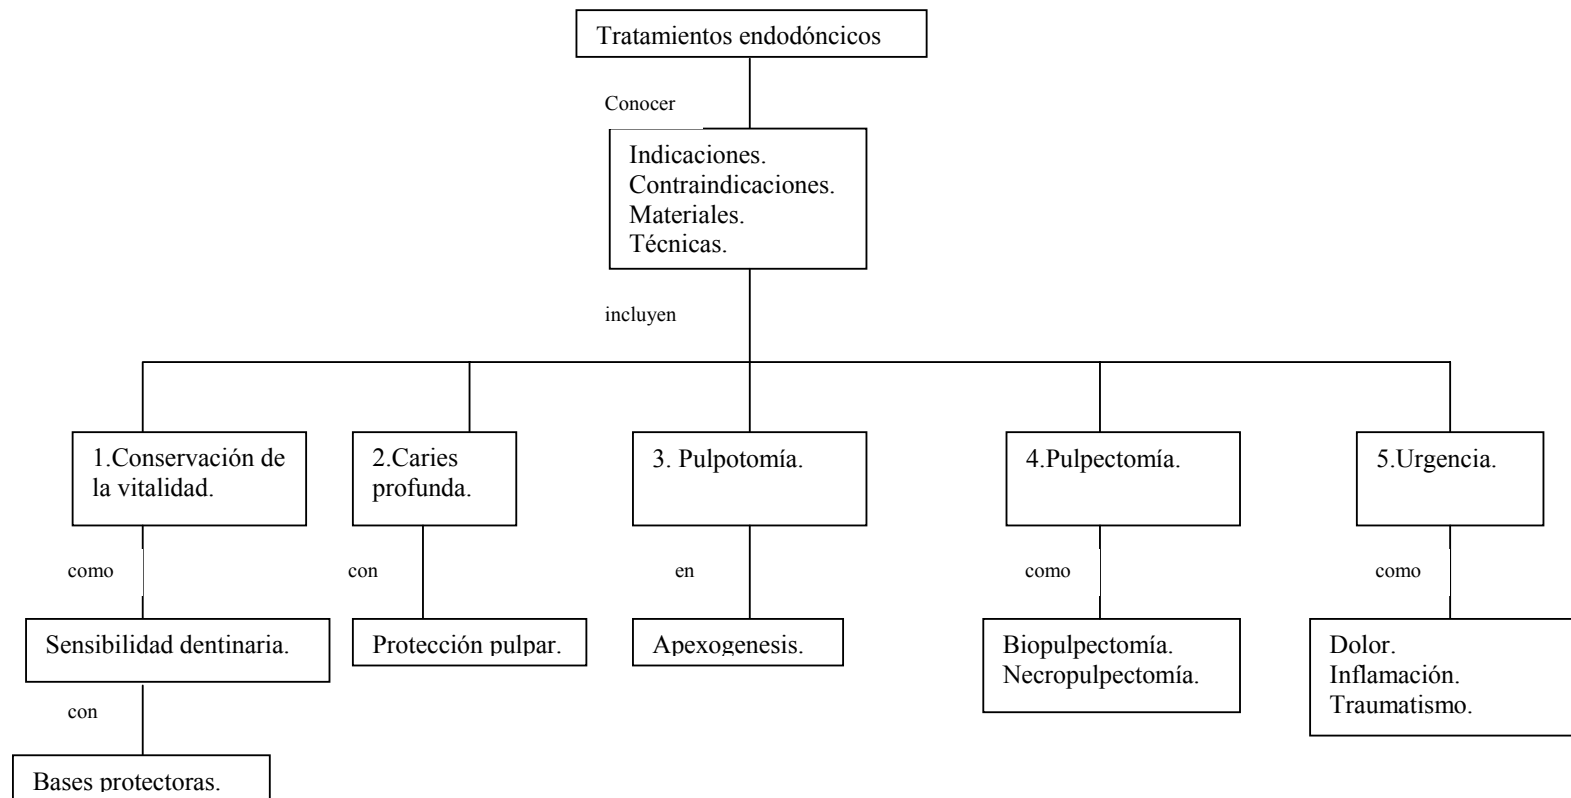 Tratamientos endodóncicos
Conocer
Indicaciones.
Contraindicaciones.
Materiales.
Técnicas.
incluyen
1.Conservación de
la vitalidad.
2.Caries
profunda.
3. Pulpotomía.
4.Pulpectomía.
5.Urgencia.
como
con
en
como
como
Sensibilidad dentinaria.
Protección pulpar.
Apexogenesis.
Biopulpectomía.
Necropulpectomía.
Dolor.
Inflamación.
Traumatismo.
con
Bases protectoras.